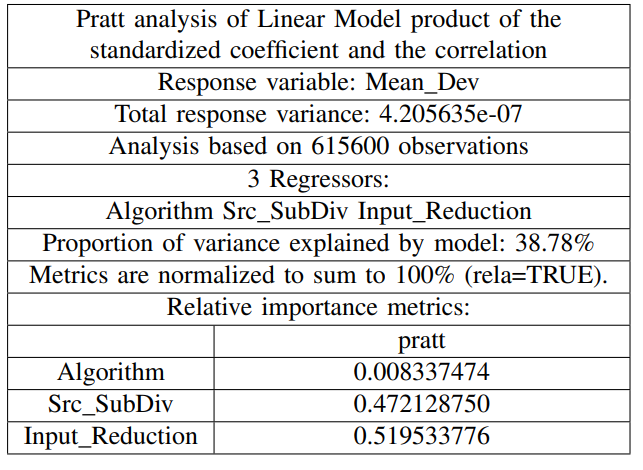 Pratt analysis of Linear Model product of the
standardized coefficient and the correlation
Response variable: Mean_Dev
Total response variance: 4.205635e-07
Analysis based on 615600 observations
3 Regressors:
Algorithm Src_SubDiv Input_Reduction
Proportion of variance explained by model: 38.78%
Metrics are normalized to sum to 100% (rela=TRUE).
Relative importance metrics:
pratt
Algorithm 0.008337474
Src_SubDiv 0.472128750
Input_Reduction 0.519533776